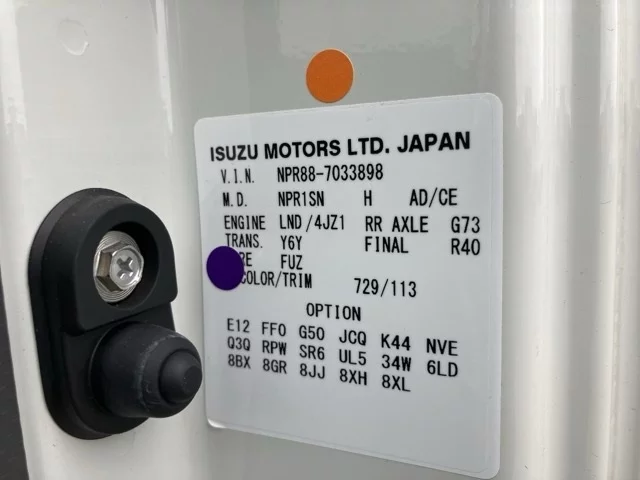 ISUZU MOTORS LTD. JAPAN
V.I.N. NPR88-7033898
M.D. NPR1SN H AD/CE
ENGINE LND/4JZ1 RR AXLE G73
TRANS. Y6Y FINAL R40
RE FUZ
COLOR/TRIM 729/113
OPTION
E12 FF0 G50 JCQ K44 NVE
Q3Q RPW SR6 UL5 34W 6LD
8BX 8GR 8JJ 8XH 8XL